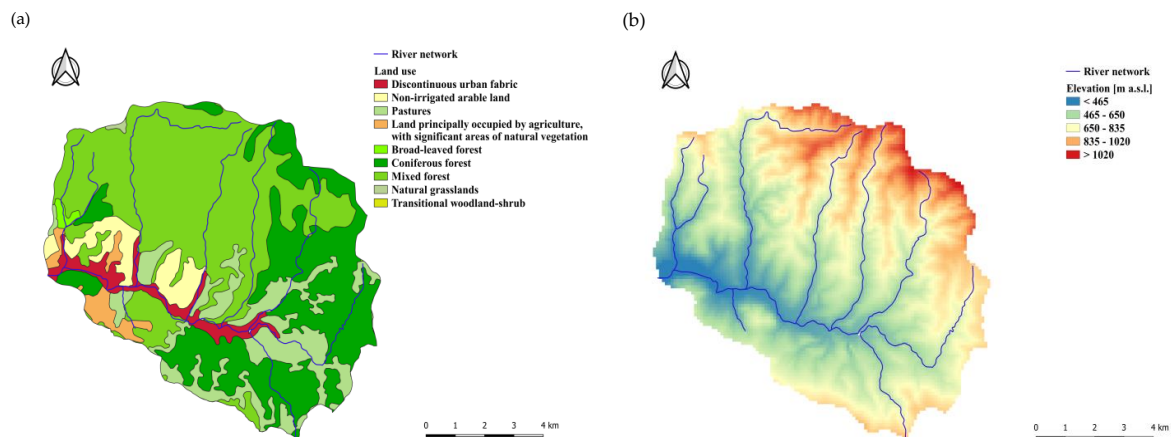 (a)
River network
Land use
Discontinuous urban fabric
Non-irrigated arable land
Pastures
Land principally occupied by agriculture,
with significant areas of natural vegetation
Broad-leaved forest
Coniferous forest
Mixed forest
Natural grasslands
Transitional woodland-shrub
0 1 2 3 4 km
(b)
River network
Elevation [m a.s.l.]
< 465
465 - 650
650 - 835
835 - 1020
> 1020
0 1 2 3 4 km